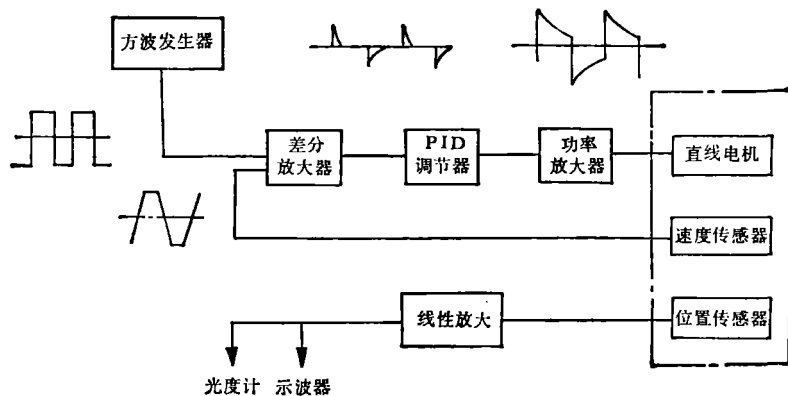 方波发生器
差分
放大器
PID
调节器
功率
放大器
直线电机
速度传感器
线性放大
位置传感器
光度计 示波器